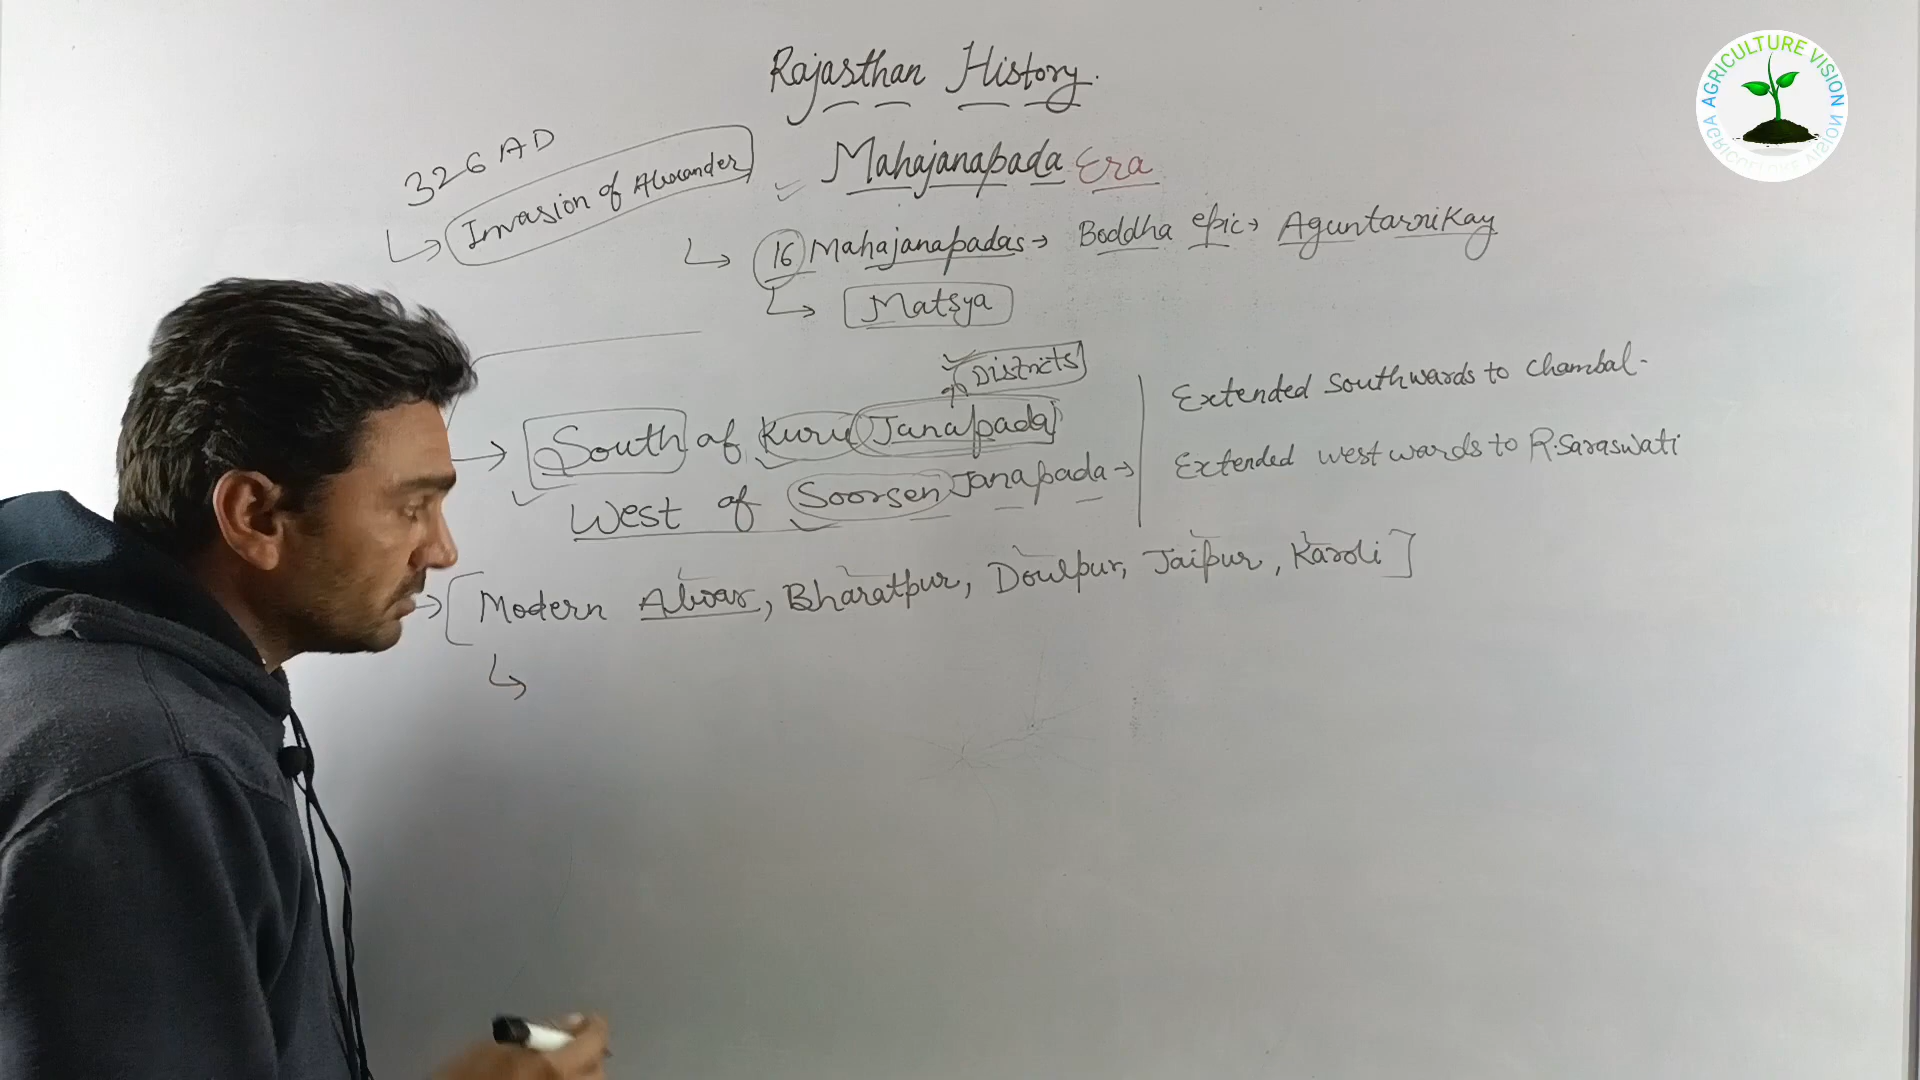 Rajasthan History.
Mahajanapada Era
326 AD
Invasion of Alexander
16 Mahajanapadas → Boddha epic → Aguntarnikay
Matsya
Districts
South of Kuru Janapada
West of Soorsen Janapada →
Extended Southwards to Chambal.
Extended westwards to R. Saraswati
Modern Alwar, Bharatpur, Doulpur, Jaipur, Karoli]
AGRICULTURE VISION